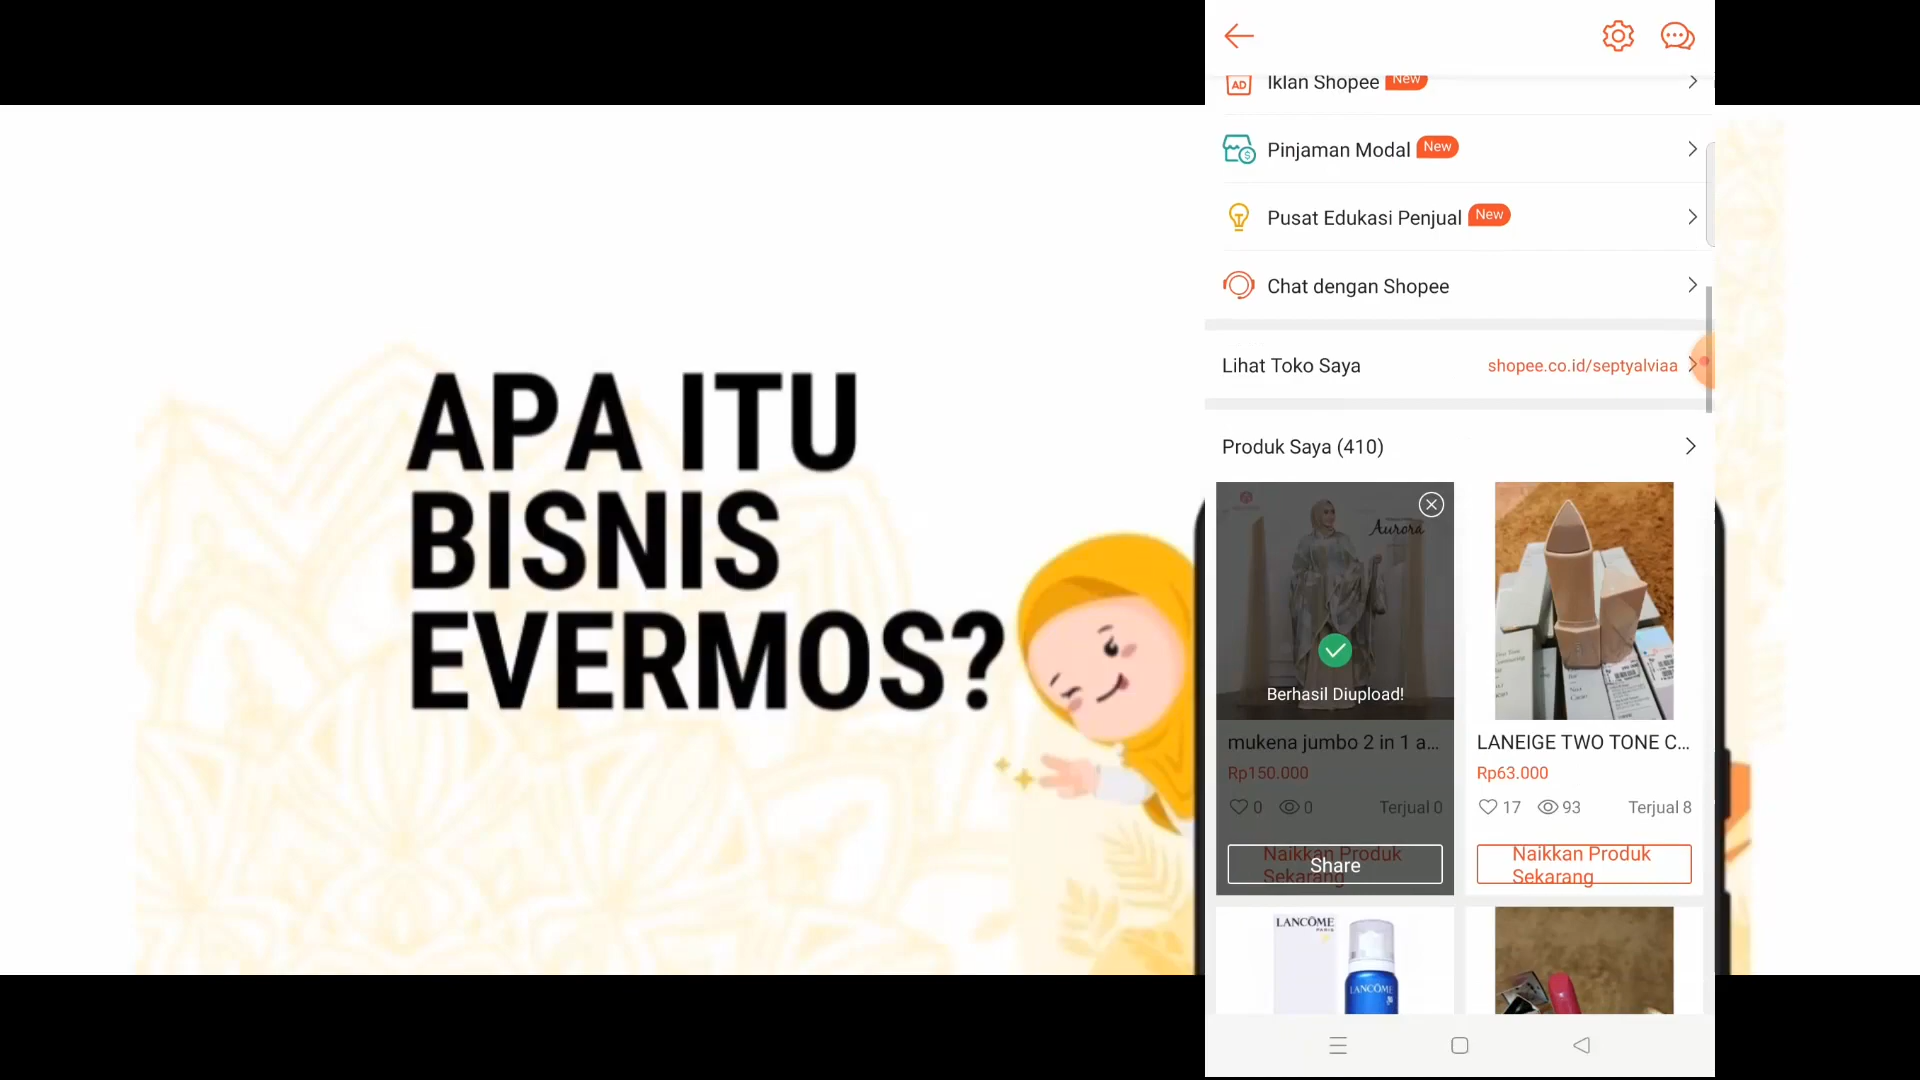 APA ITU
BISNIS
EVERMOS?
AD Iklan Shopee New
Pinjaman Modal New
Pusat Edukasi Penjual New
Chat dengan Shopee
Lihat Toko Saya shopee.co.id/septyalviaa
Produk Saya (410)
Aurora
Berhasil Diupload!
mukena jumbo 2 in 1 a...
Rp150.000
0 0 Terjual 0
Naikkan Produk
Sekarang
Share
LANEIGE TWO TONE C...
Rp63.000
17 93 Terjual 8
Naikkan Produk
Sekarang
LANCÔME
PARIS
LANCÔME